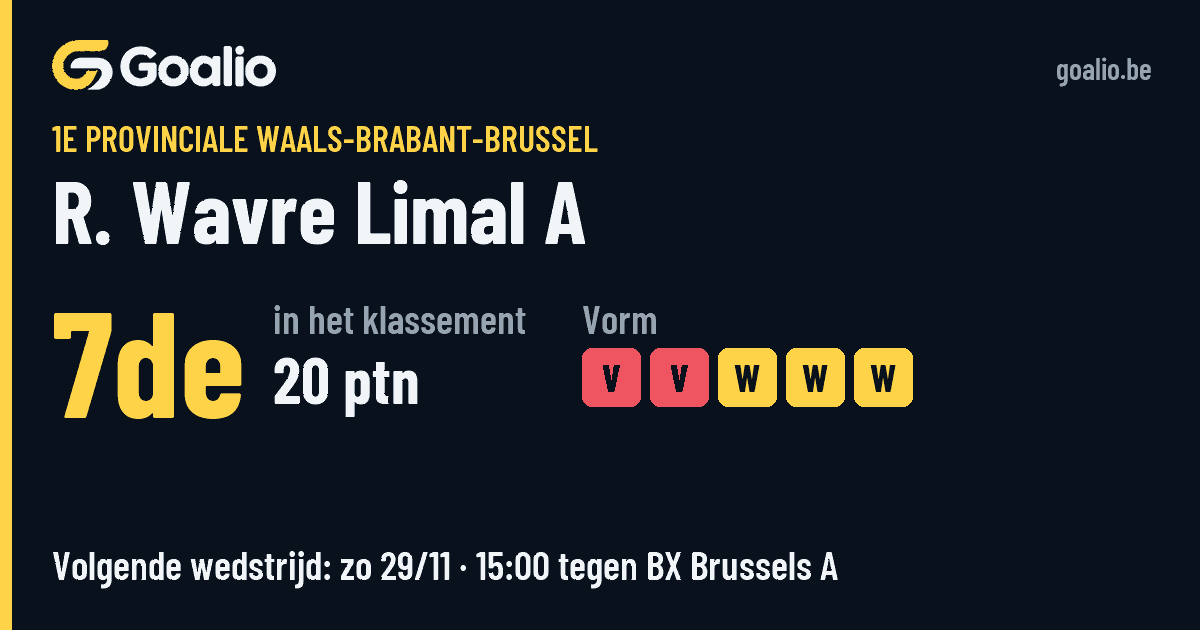 Goalio
goalio.be
1E PROVINCIALE WAALS-BRABANT-BRUSSEL
R. Wavre Limal A
7de
in het klassement
20 ptn
Vorm
V V W W W
Volgende wedstrijd: zo 29/11 · 15:00 tegen BX Brussels A